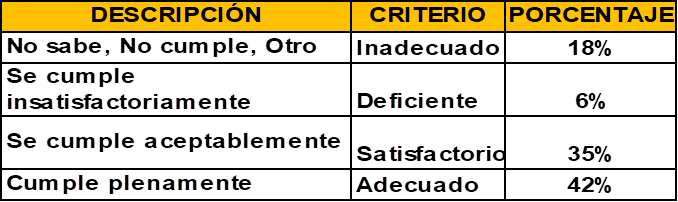 DESCRIPCIÓN CRITERIO PORCENTAJE
No sabe, No cumple, Otro Inadecuado 18%
Se cumple
insatisfactoriamente Deficiente 6%
Se cumple aceptablemente Satisfactorio 35%
Cumple plenamente Adecuado 42%